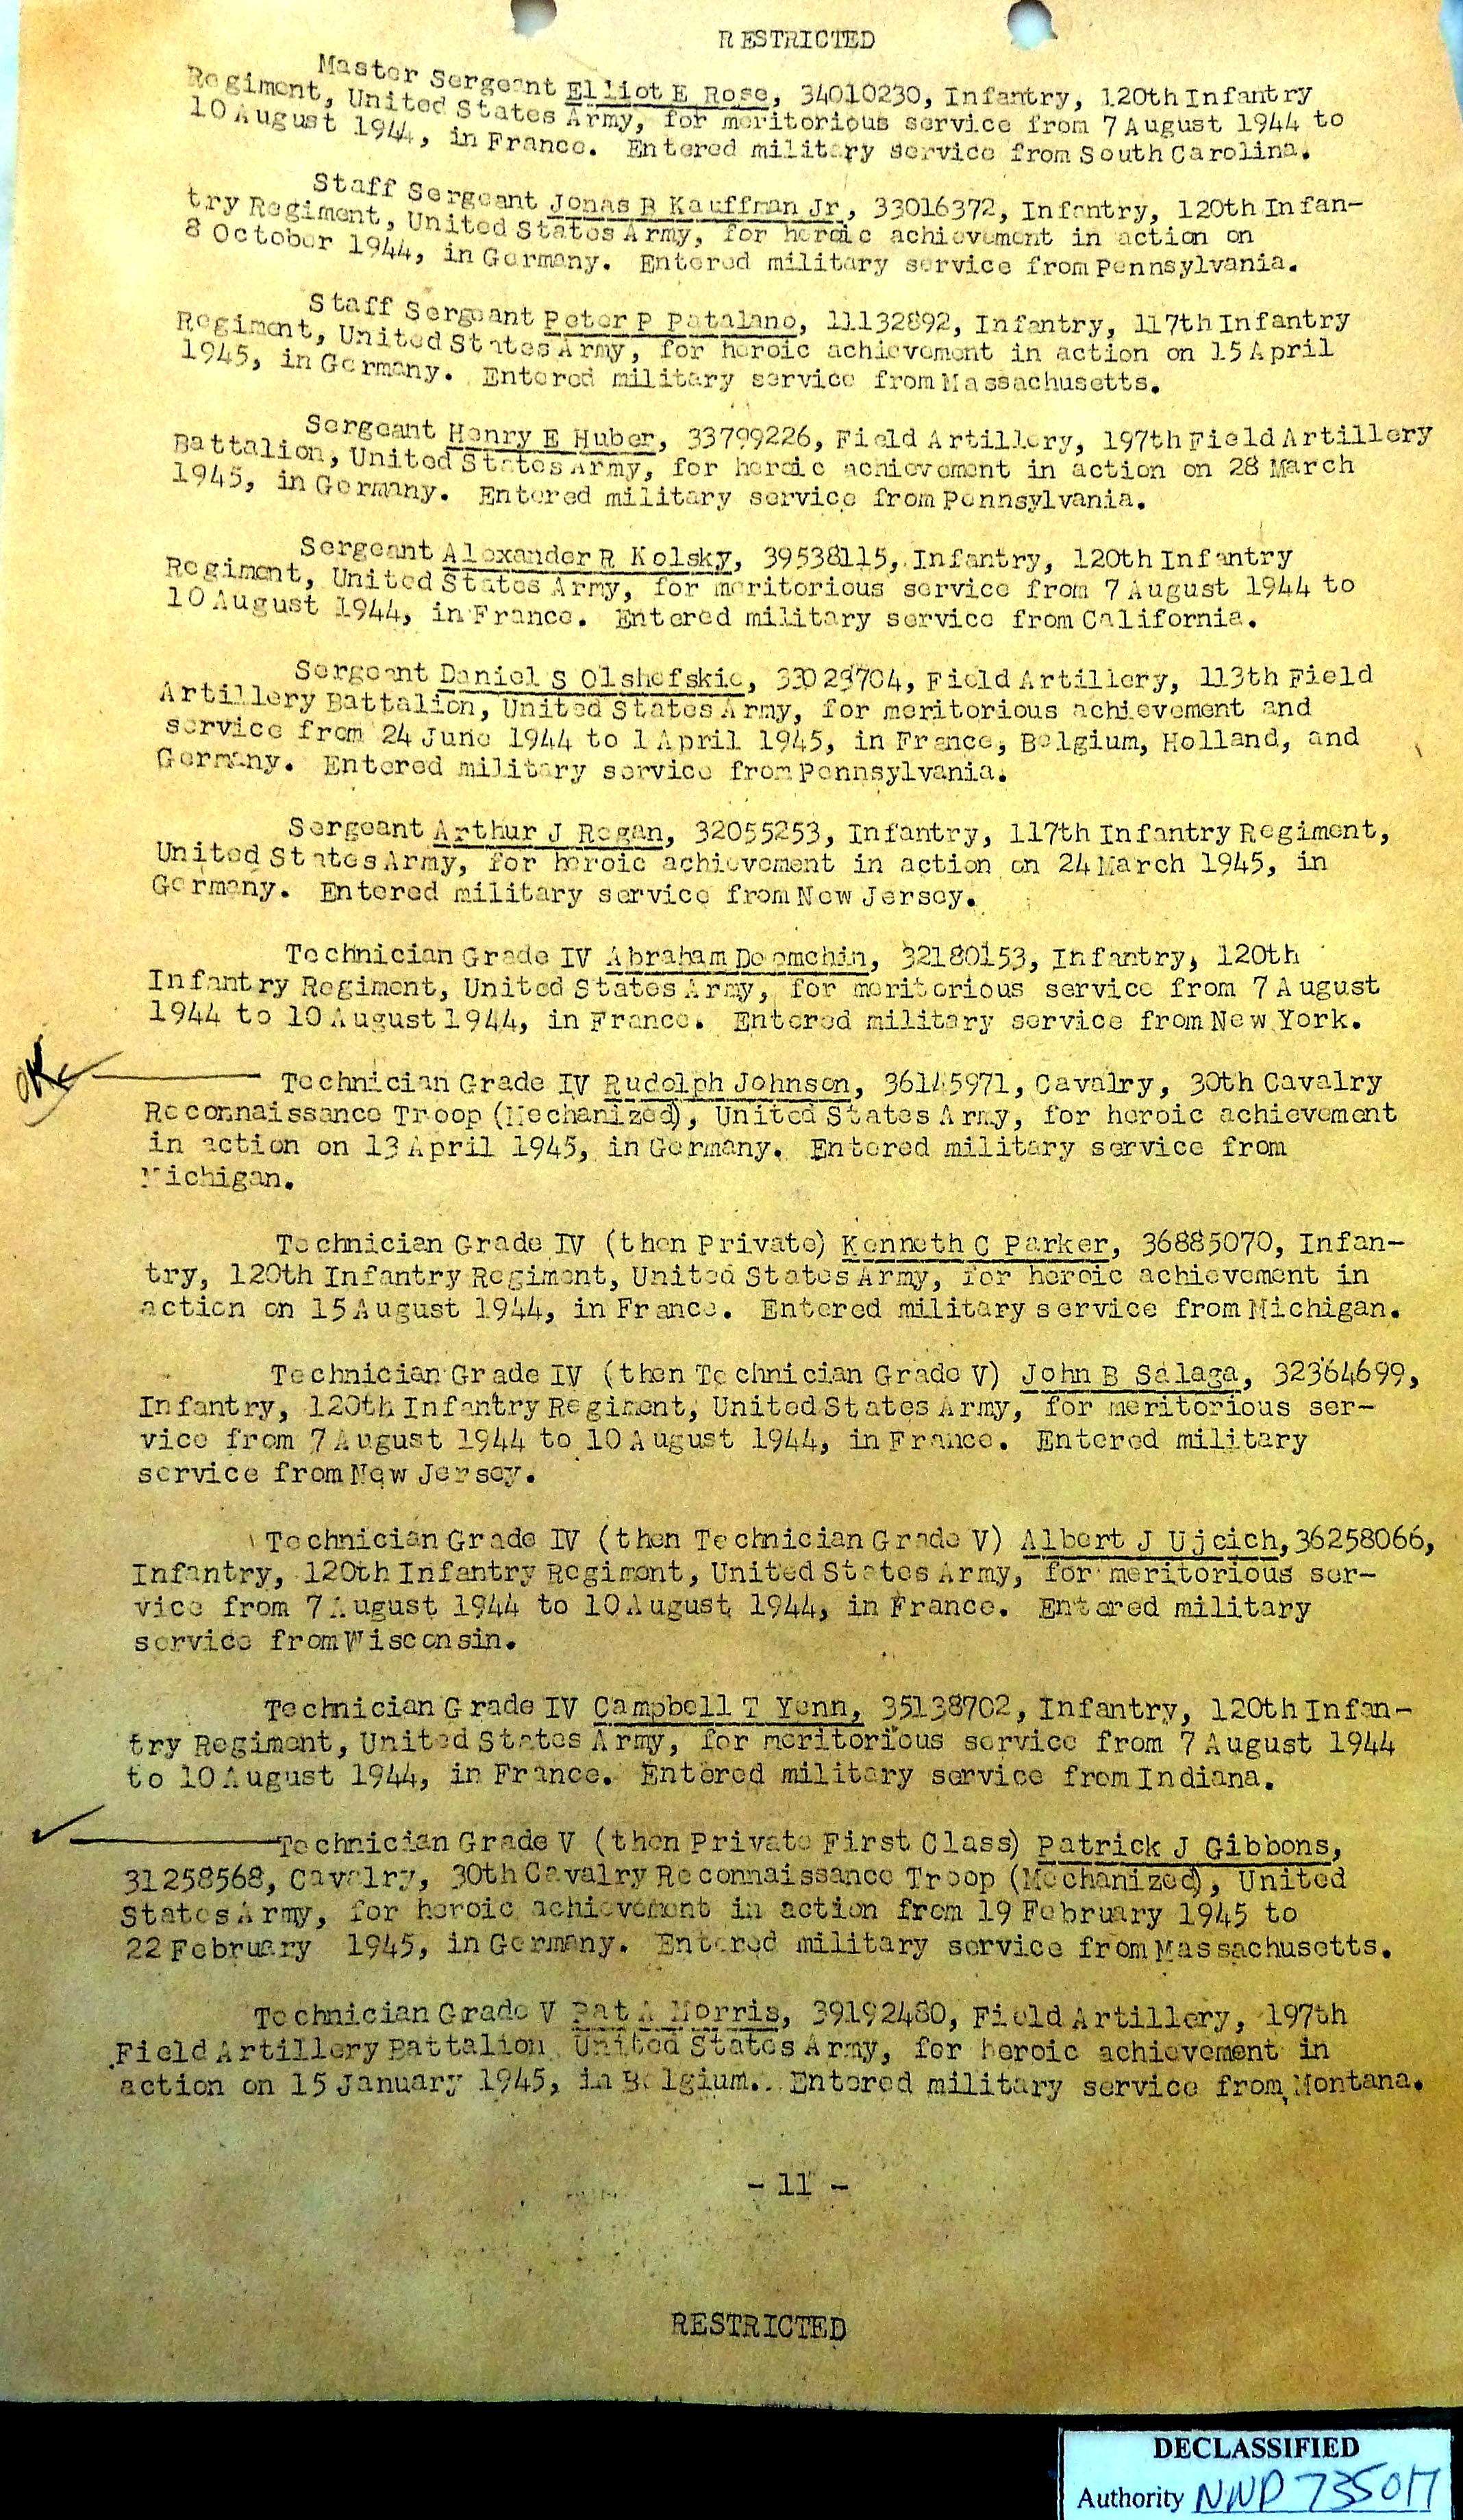 RESTRICTED
Master Sergeant Elliot E Rose, 34010230, Infantry, 120th Infantry
Regiment, United States Army, for meritorious service from 7 August 1944 to
10 August 1944, in France. Entered military service from South Carolina.
Staff Sergeant Jonas B Kauffman Jr, 33016372, Infantry, 120th Infan-
try Regiment, United States Army, for heroic achievement in action on
8 October 1944, in Germany. Entered military service from Pennsylvania.
Staff Sergeant Peter P Patalano, 11132892, Infantry, 117th Infantry
Regiment, United States Army, for heroic achievement in action on 15 April
1945, in Germany. Entered military service from Massachusetts.
Sergeant Henry E Huber, 33799226, Field Artillery, 197th Field Artillery
Battalion, United States Army, for heroic achievement in action on 28 March
1945, in Germany. Entered military service from Pennsylvania.
Sergeant Alexander R Kolsky, 39538115, Infantry, 120th Infantry
Regiment, United States Army, for meritorious service from 7 August 1944 to
10 August 1944, in France. Entered military service from California.
Sergeant Daniel S Olshefskie, 33023704, Field Artillery, 113th Field
Artillery Battalion, United States Army, for meritorious achievement and
service from 24 June 1944 to 1 April 1945, in France, Belgium, Holland, and
Germany. Entered military service from Pennsylvania.
Sergeant Arthur J Regan, 32055253, Infantry, 117th Infantry Regiment,
United States Army, for heroic achievement in action on 24 March 1945, in
Germany. Entered military service from New Jersey.
Technician Grade IV Abraham Deomchin, 32180153, Infantry, 120th
Infantry Regiment, United States Army, for meritorious service from 7 August
1944 to 10 August 1944, in France. Entered military service from New York.
OK Technician Grade IV Rudolph Johnson, 36145971, Cavalry, 30th Cavalry
Reconnaissance Troop (Mechanized), United States Army, for heroic achievement
in action on 13 April 1945, in Germany. Entered military service from
Michigan.
Technician Grade IV (then Private) Kenneth C Parker, 36885070, Infan-
try, 120th Infantry Regiment, United States Army, for heroic achievement in
action on 15 August 1944, in France. Entered military service from Michigan.
Technician Grade IV (then Technician Grade V) John B Salaga, 32364699,
Infantry, 120th Infantry Regiment, United States Army, for meritorious ser-
vice from 7 August 1944 to 10 August 1944, in France. Entered military
service from New Jersey.
Technician Grade IV (then Technician Grade V) Albert J Ujcich, 36258066,
Infantry, 120th Infantry Regiment, United States Army, for meritorious ser-
vice from 7 August 1944 to 10 August 1944, in France. Entered military
service from Wisconsin.
Technician Grade IV Campbell T Yenn, 35138702, Infantry, 120th Infan-
try Regiment, United States Army, for meritorious service from 7 August 1944
to 10 August 1944, in France. Entered military service from Indiana.
Technician Grade V (then Private First Class) Patrick J Gibbons,
31258568, Cavalry, 30th Cavalry Reconnaissance Troop (Mechanized), United
States Army, for heroic achievement in action from 19 February 1945 to
22 February 1945, in Germany. Entered military service from Massachusetts.
Technician Grade V Pat A Morris, 39192480, Field Artillery, 197th
Field Artillery Battalion United States Army, for heroic achievement in
action on 15 January 1945, in Belgium. Entered military service from Montana.
- 11 -
RESTRICTED
DECLASSIFIED
Authority NND 735017